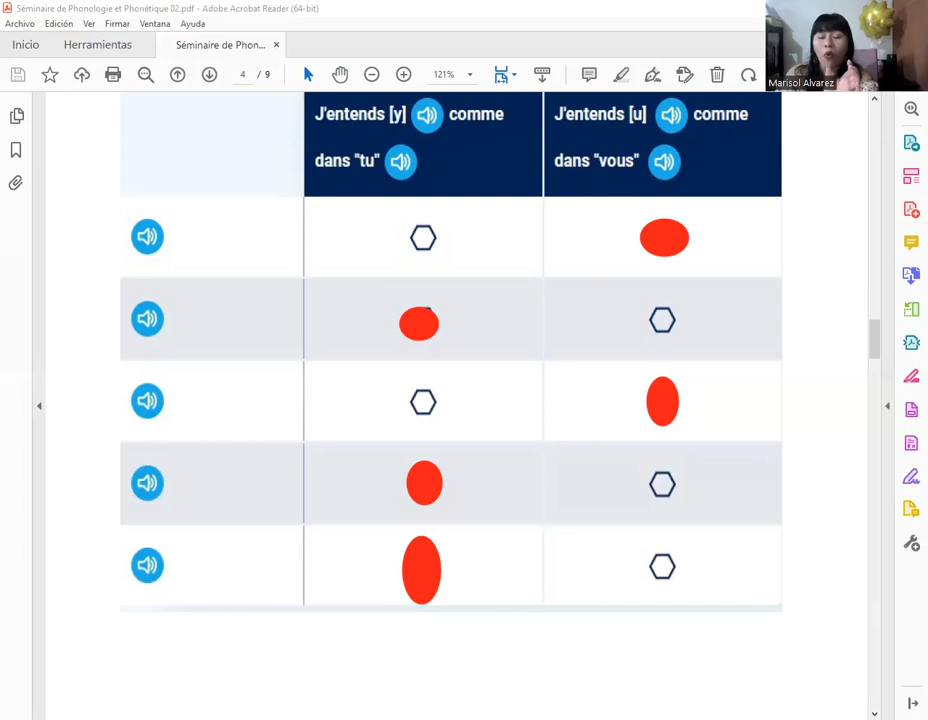 Séminaire de Phonologie et Phonétique 02.pdf - Adobe Acrobat Reader (64-bit)
Archivo Edición Ver Firmar Ventana Ayuda
Inicio Herramientas Séminaire de Phon... ×
4 / 9 121%
Marisol Alvarez
J'entends [y] comme
dans "tu"
J'entends [u] comme
dans "vous"